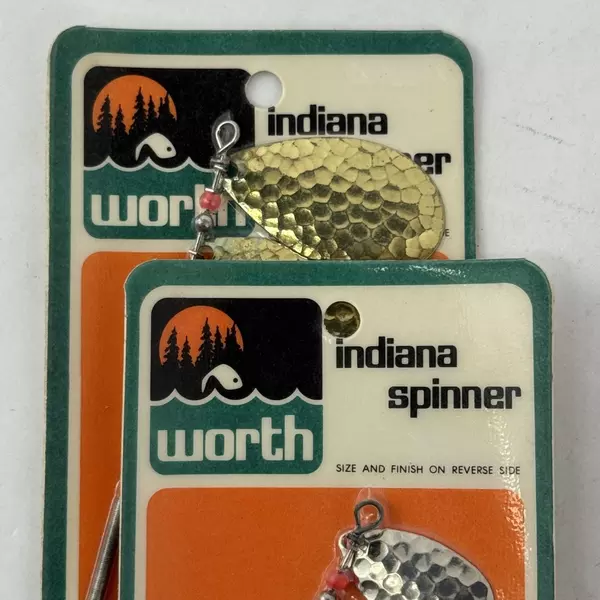 indiana
worth
indiana
spinner
worth
SIZE AND FINISH ON REVERSE SIDE